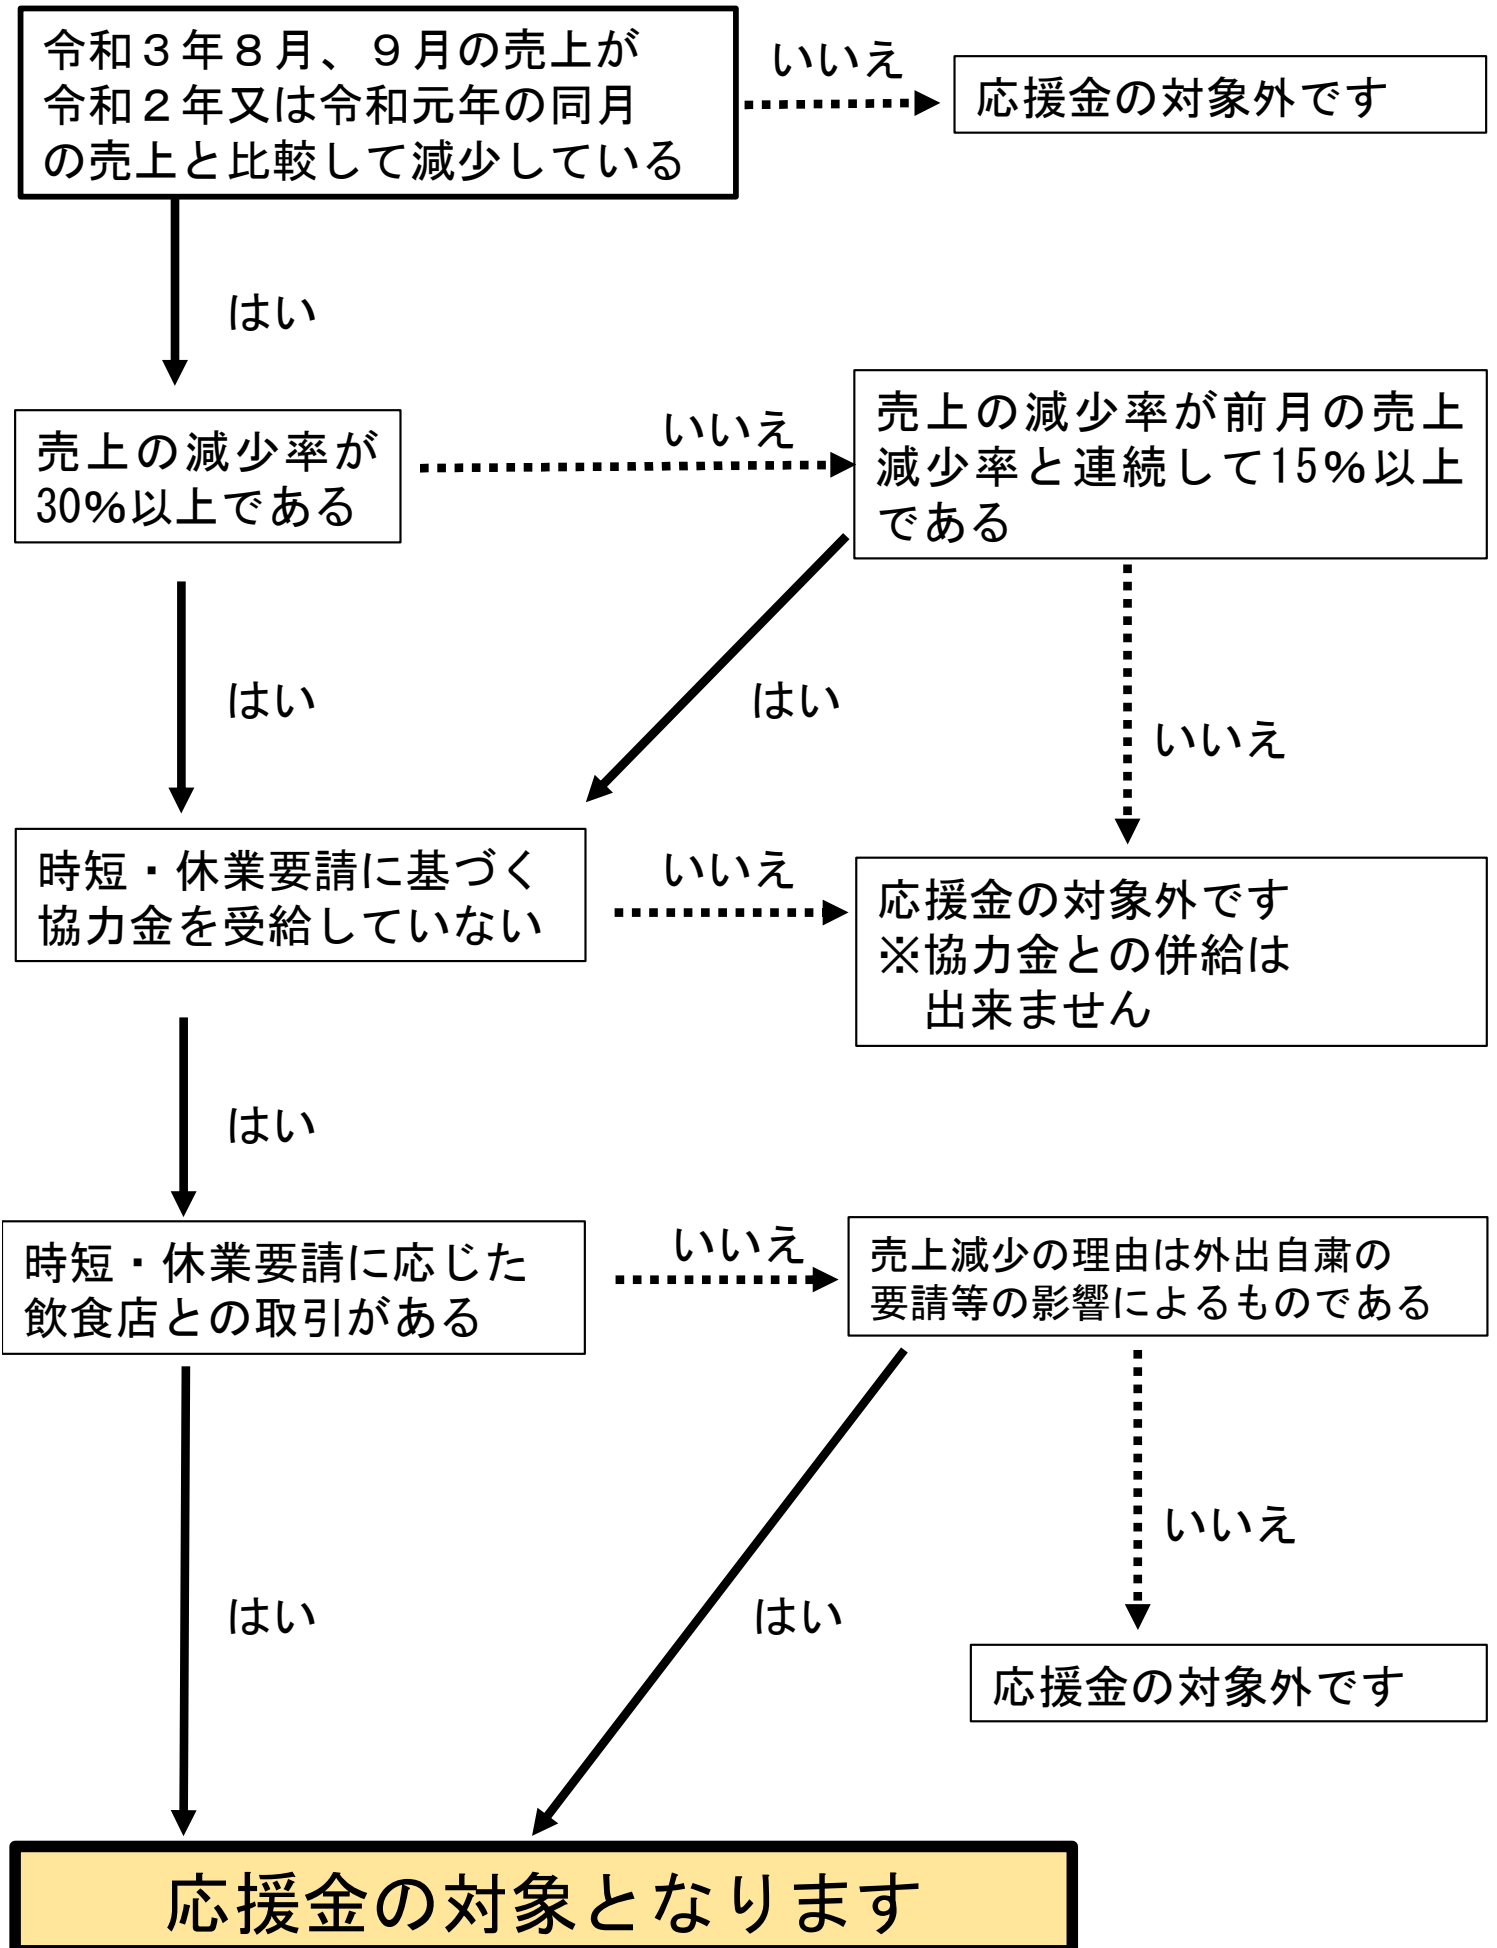 令和３年８月、９月の売上が
令和２年又は令和元年の同月
の売上と比較して減少している
いいえ
応援金の対象外です
はい
売上の減少率が
30％以上である
いいえ
売上の減少率が前月の売上
減少率と連続して15％以上
である
はい
はい
いいえ
時短・休業要請に基づく
協力金を受給していない
いいえ
応援金の対象外です
※協力金との併給は
出来ません
はい
時短・休業要請に応じた
飲食店との取引がある
いいえ
売上減少の理由は外出自粛の
要請等の影響によるものである
はい
はい
いいえ
応援金の対象外です
応援金の対象となります